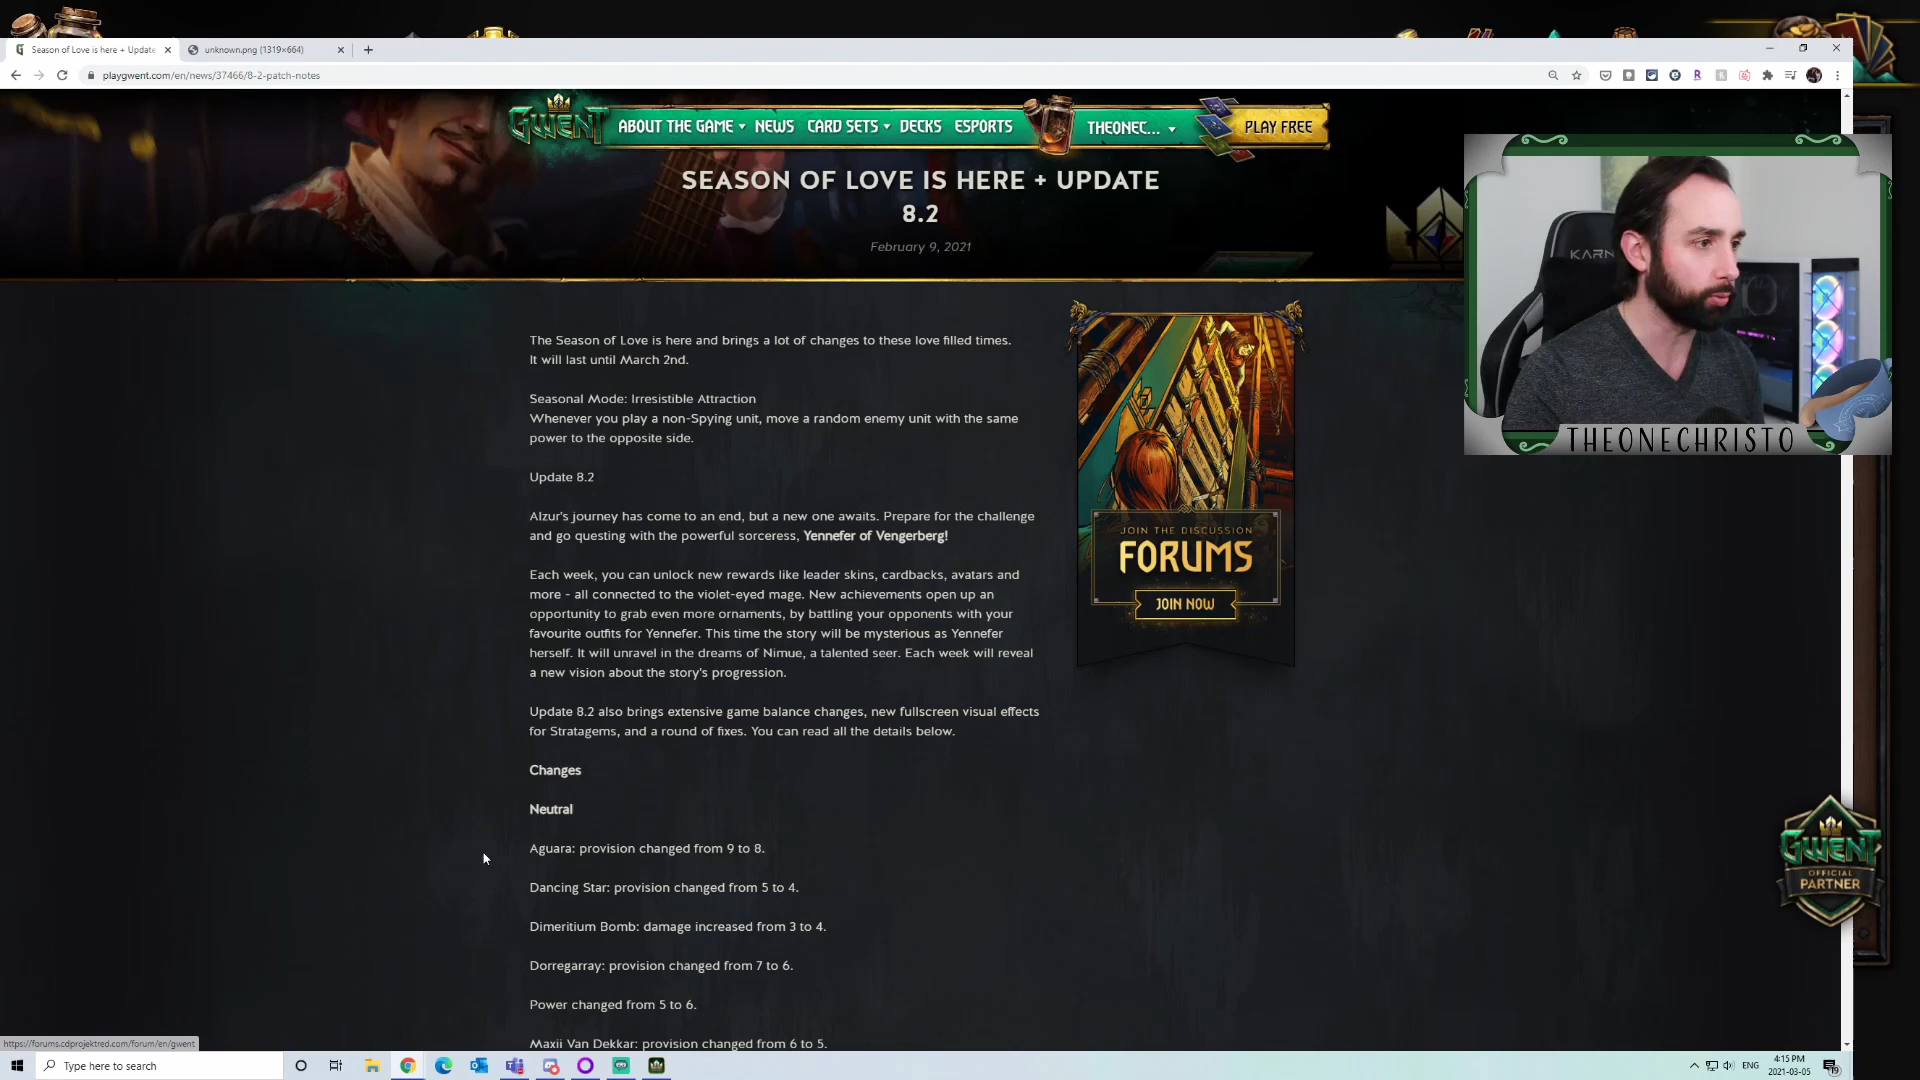 Season of Love is here + Update
unknown.png (1319×664)
playgwent.com/en/news/37466/8-2-patch-notes
GWENT
ABOUT THE GAME
NEWS
CARD SETS
DECKS
ESPORTS
THEONEC...
PLAY FREE
SEASON OF LOVE IS HERE + UPDATE
8.2
February 9, 2021
The Season of Love is here and brings a lot of changes to these love filled times.
It will last until March 2nd.
Seasonal Mode: Irresistible Attraction
Whenever you play a non-Spying unit, move a random enemy unit with the same
power to the opposite side.
Update 8.2
Alzur's journey has come to an end, but a new one awaits. Prepare for the challenge
and go questing with the powerful sorceress, Yennefer of Vengerberg!
Each week, you can unlock new rewards like leader skins, cardbacks, avatars and
more - all connected to the violet-eyed mage. New achievements open up an
opportunity to grab even more ornaments, by battling your opponents with your
favourite outfits for Yennefer. This time the story will be mysterious as Yennefer
herself. It will unravel in the dreams of Nimue, a talented seer. Each week will reveal
a new vision about the story's progression.
Update 8.2 also brings extensive game balance changes, new fullscreen visual effects
for Stratagems, and a round of fixes. You can read all the details below.
Changes
Neutral
Aguara: provision changed from 9 to 8.
Dancing Star: provision changed from 5 to 4.
Dimeritium Bomb: damage increased from 3 to 4.
Dorregarray: provision changed from 7 to 6.
Power changed from 5 to 6.
Maxii Van Dekkar: provision changed from 6 to 5.
JOIN THE DISCUSSION
FORUMS
JOIN NOW
KARN
THEONECHRISTO
GWENT
OFFICIAL
PARTNER
https://forums.cdprojektred.com/forum/en/gwent
Type here to search
ENG
4:15 PM
2021-03-05
19